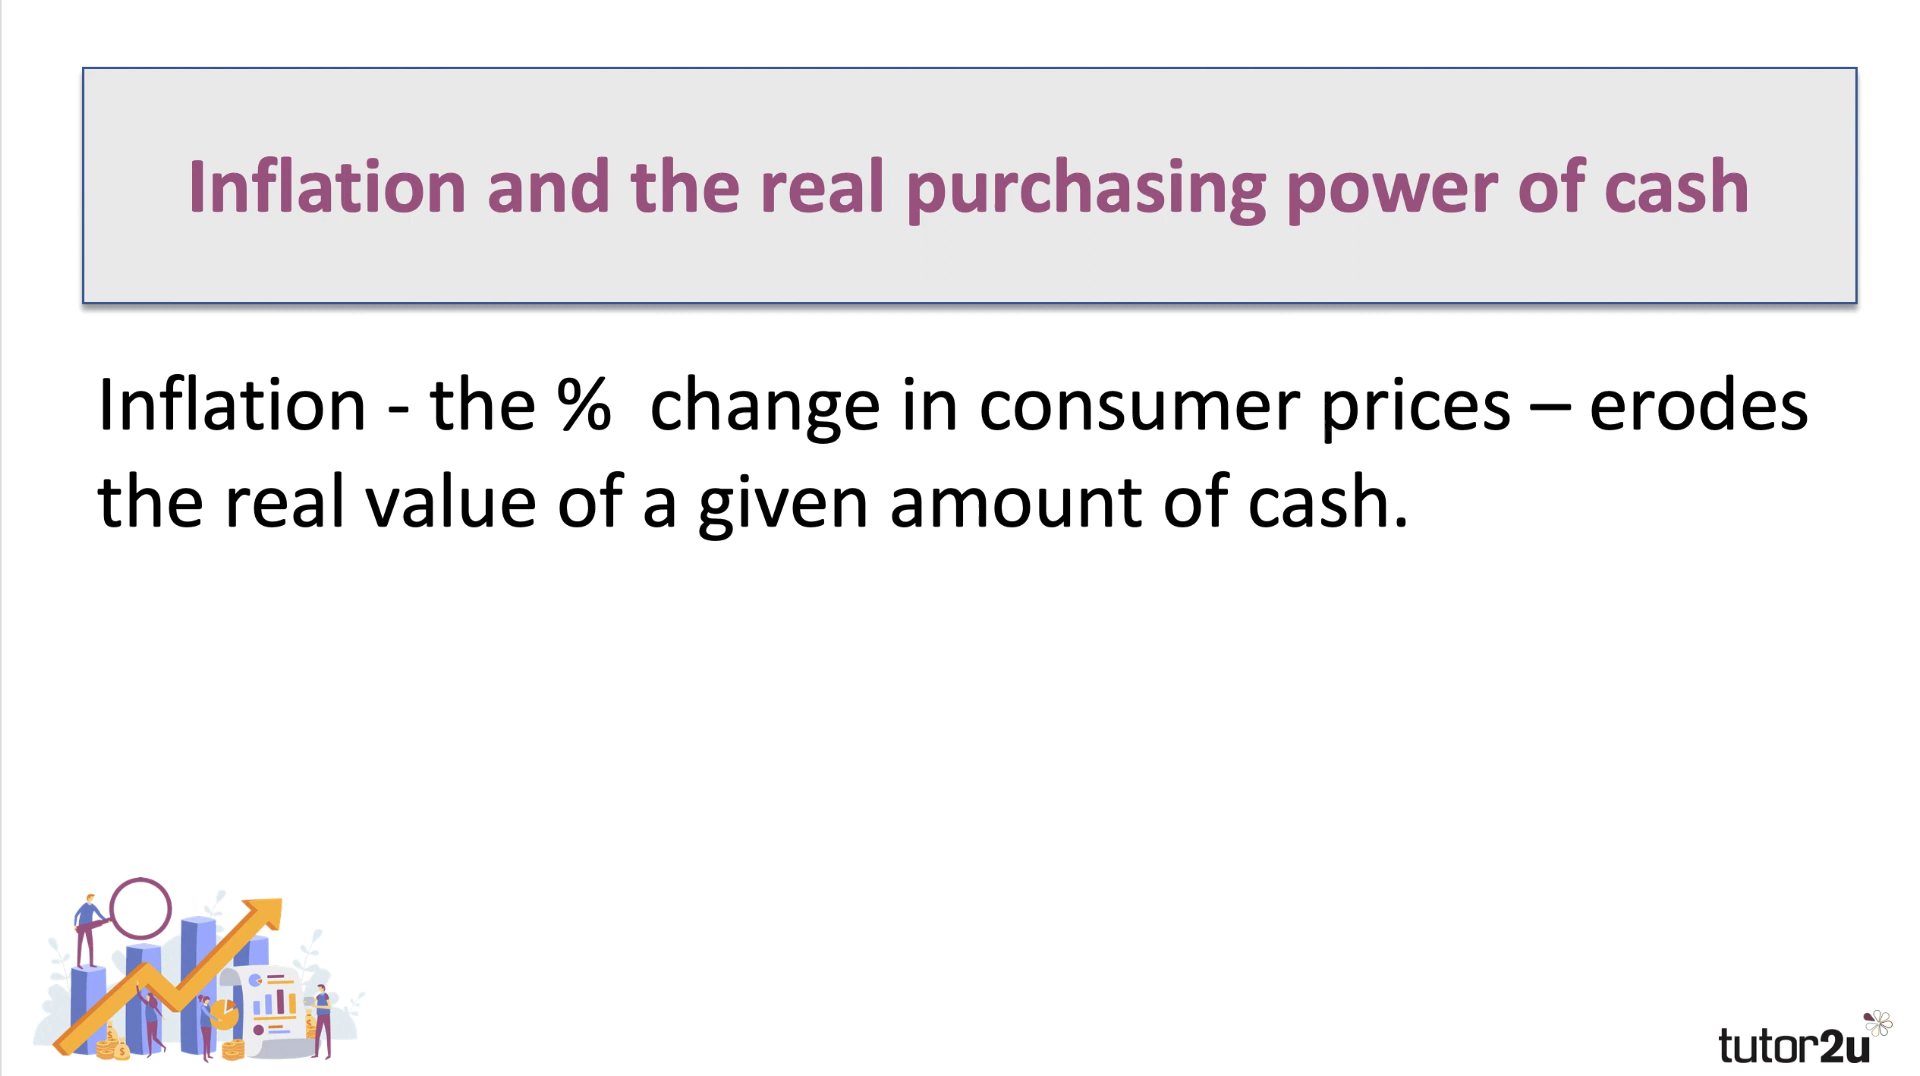 Inflation and the real purchasing power of cash
Inflation - the %  change in consumer prices – erodes
the real value of a given amount of cash.
tutor2u